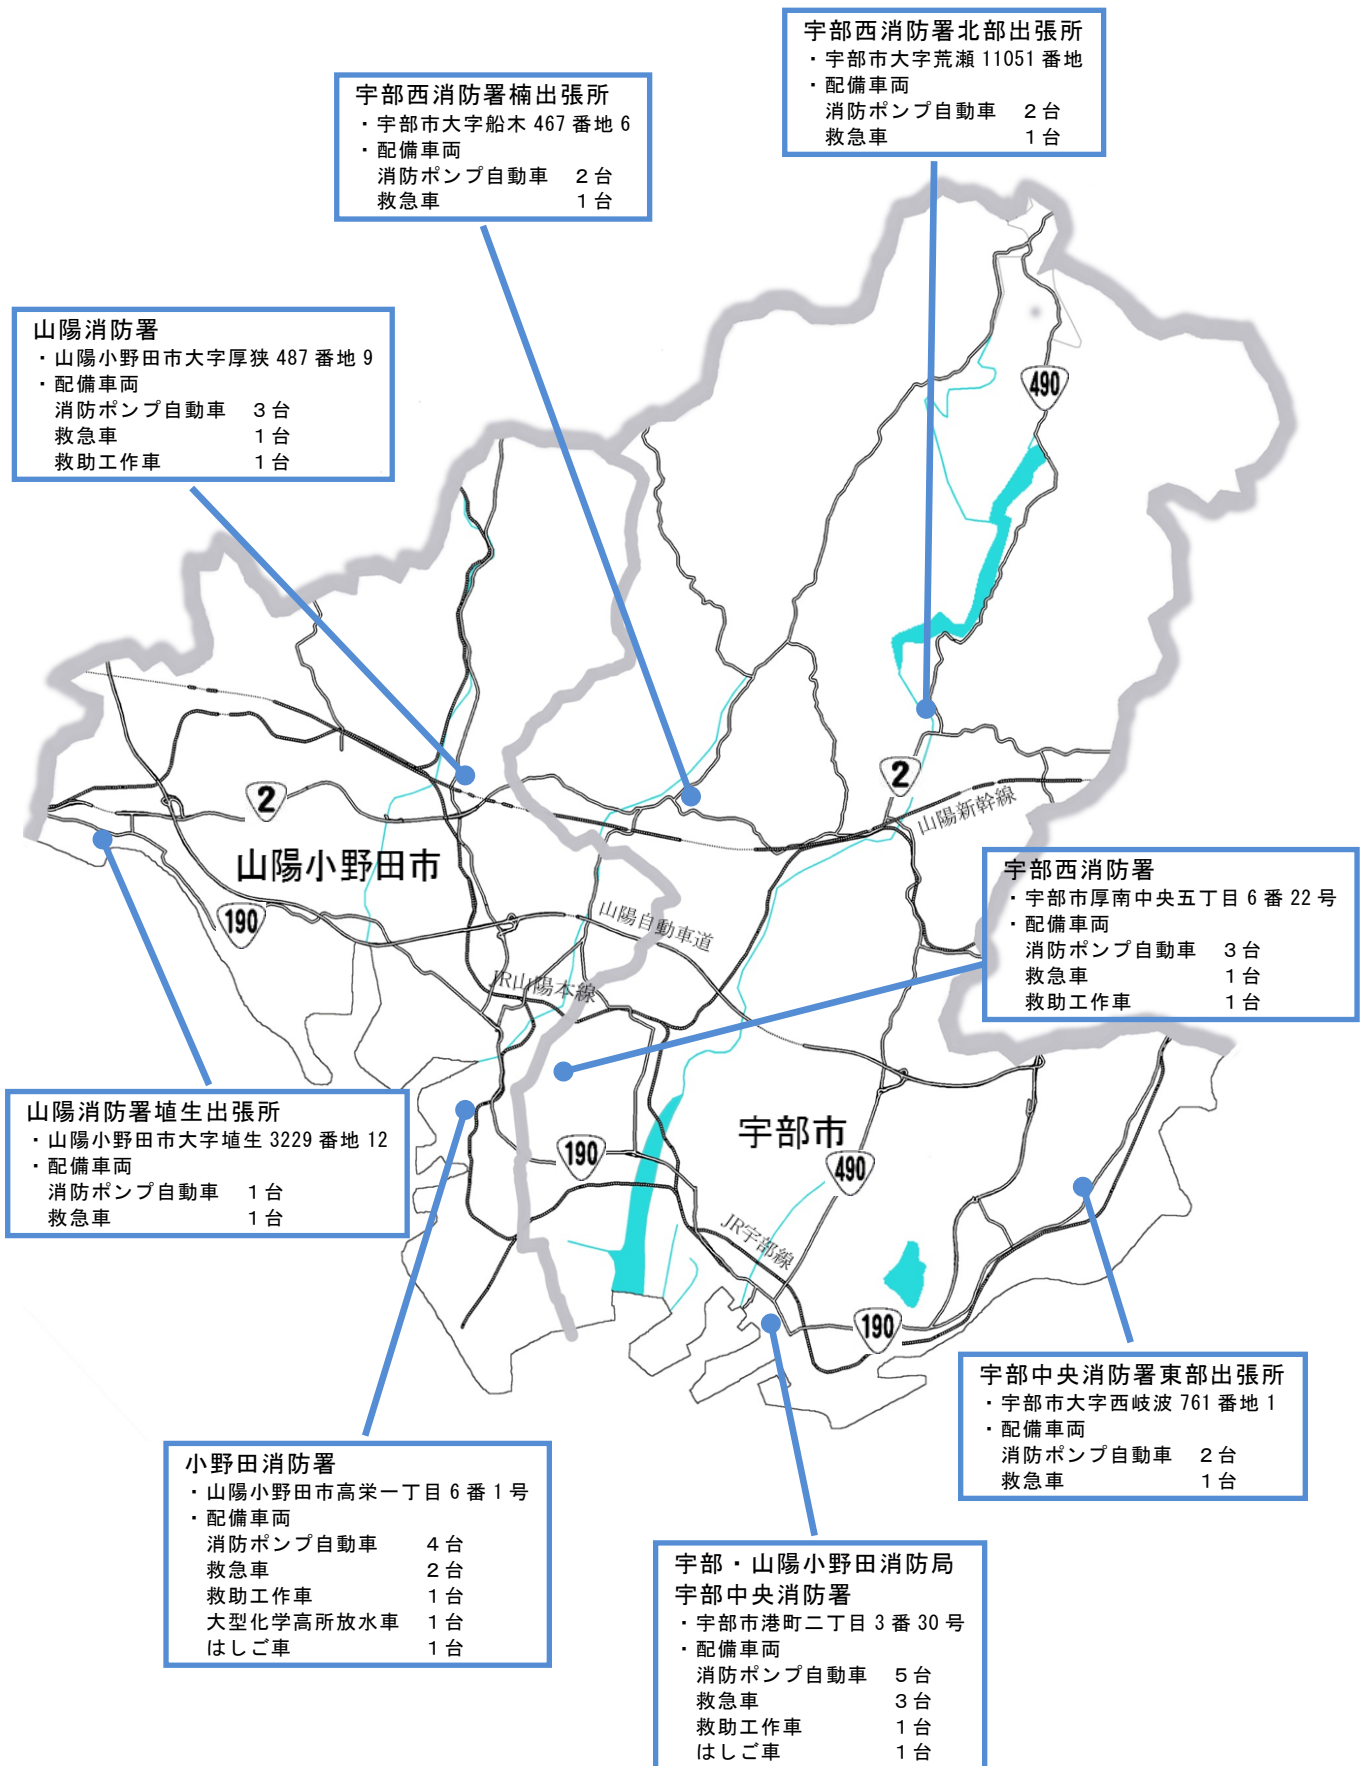 宇部西消防署北部出張所
・宇部市大字荒瀬 11051 番地
・配備車両
消防ポンプ自動車 2台
救急車 1台
宇部西消防署楠出張所
・宇部市大字船木 467 番地 6
・配備車両
消防ポンプ自動車 2台
救急車 1台
山陽消防署
・山陽小野田市大字厚狭 487 番地 9
・配備車両
消防ポンプ自動車 3台
救急車 1台
救助工作車 1台
490
2
2
山陽新幹線
山陽小野田市
190
山陽自動車道
JR山陽本線
宇部西消防署
・宇部市厚南中央五丁目 6 番 22 号
・配備車両
消防ポンプ自動車 3台
救急車 1台
救助工作車 1台
山陽消防署埴生出張所
・山陽小野田市大字埴生 3229 番地 12
・配備車両
消防ポンプ自動車 1台
救急車 1台
宇部市
190
490
JR宇部線
190
宇部中央消防署東部出張所
・宇部市大字西岐波 761 番地 1
・配備車両
消防ポンプ自動車 2台
救急車 1台
小野田消防署
・山陽小野田市高栄一丁目 6 番 1 号
・配備車両
消防ポンプ自動車 4台
救急車 2台
救助工作車 1台
大型化学高所放水車 1台
はしご車 1台
宇部・山陽小野田消防局
宇部中央消防署
・宇部市港町二丁目 3 番 30 号
・配備車両
消防ポンプ自動車 5台
救急車 3台
救助工作車 1台
はしご車 1台